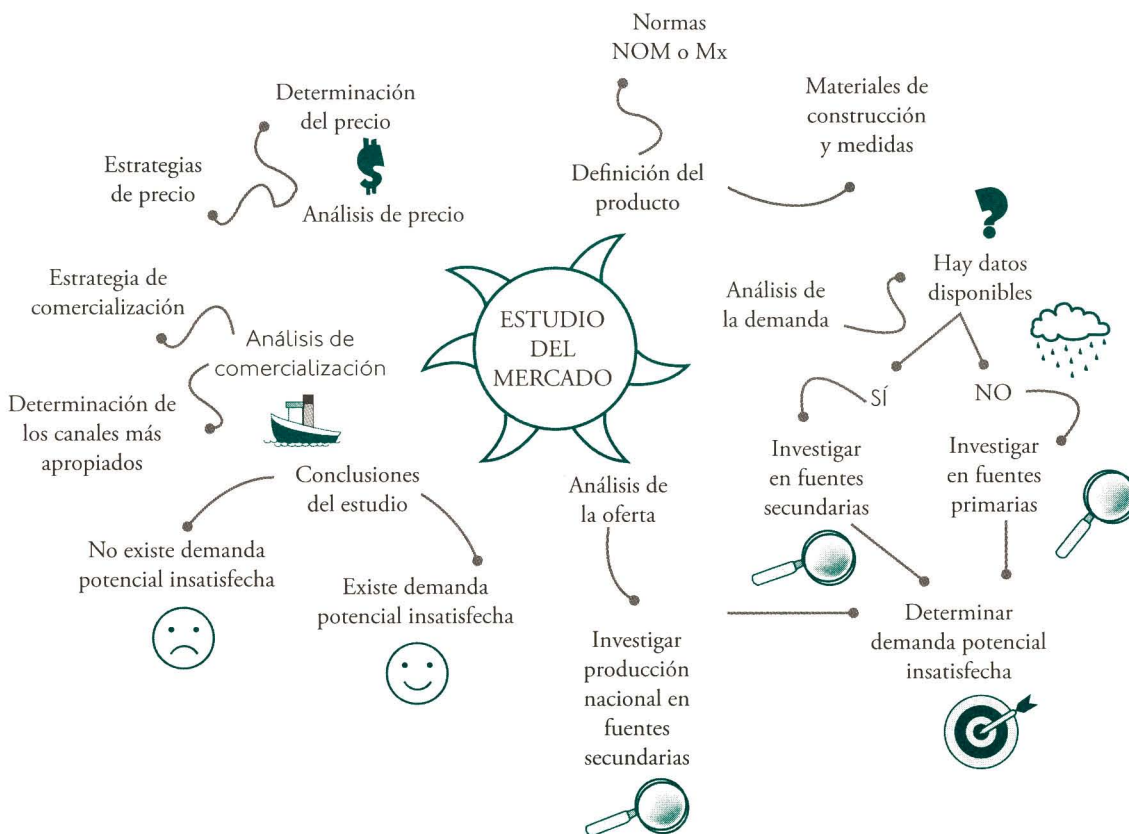 ESTUDIO
DEL
MERCADO
Definición del
producto
Normas
NOM o Mx
Materiales de
construcción
y medidas
Análisis de
la demanda
Hay datos
disponibles
SÍ
NO
Investigar
en fuentes
secundarias
Investigar
en fuentes
primarias
Determinar
demanda potencial
insatisfecha
Análisis de
la oferta
Investigar
producción
nacional en
fuentes
secundarias
Conclusiones
del estudio
Existe demanda
potencial insatisfecha
No existe demanda
potencial insatisfecha
Análisis de
comercialización
Estrategia de
comercialización
Determinación de
los canales más
apropiados
Análisis de precio
Determinación
del precio
Estrategias
de precio